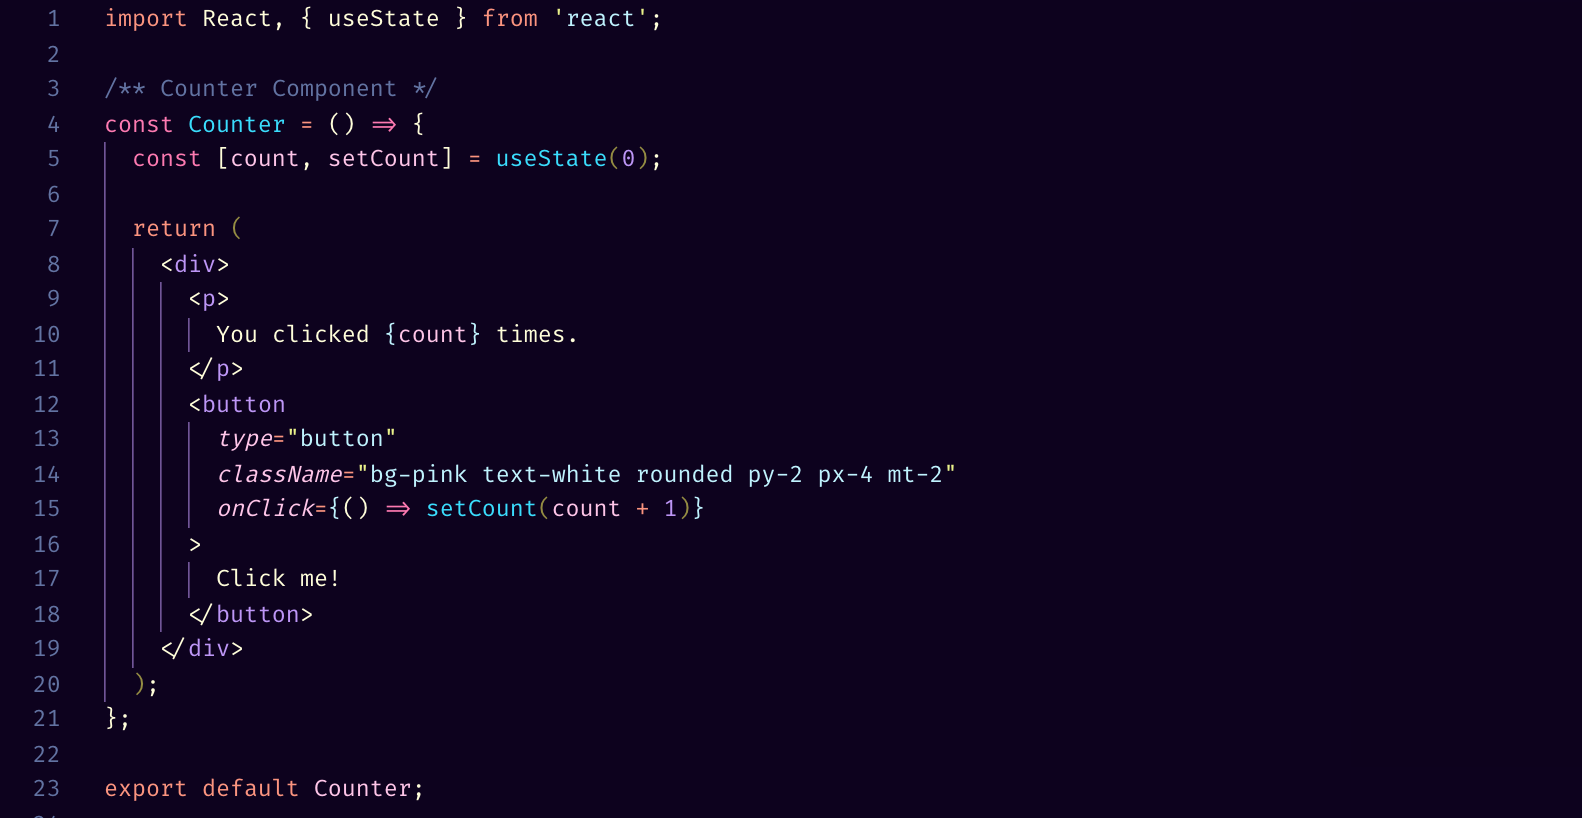 1 import React, { useState } from 'react';
2
3 /** Counter Component */
4 const Counter = () => {
5   const [count, setCount] = useState(0);
6
7   return (
8     <div>
9       <p>
10         You clicked {count} times.
11       </p>
12       <button
13         type="button"
14         className="bg-pink text-white rounded py-2 px-4 mt-2"
15         onClick={() => setCount(count + 1)}
16       >
17         Click me!
18       </button>
19     </div>
20   );
21 };
22
23 export default Counter;